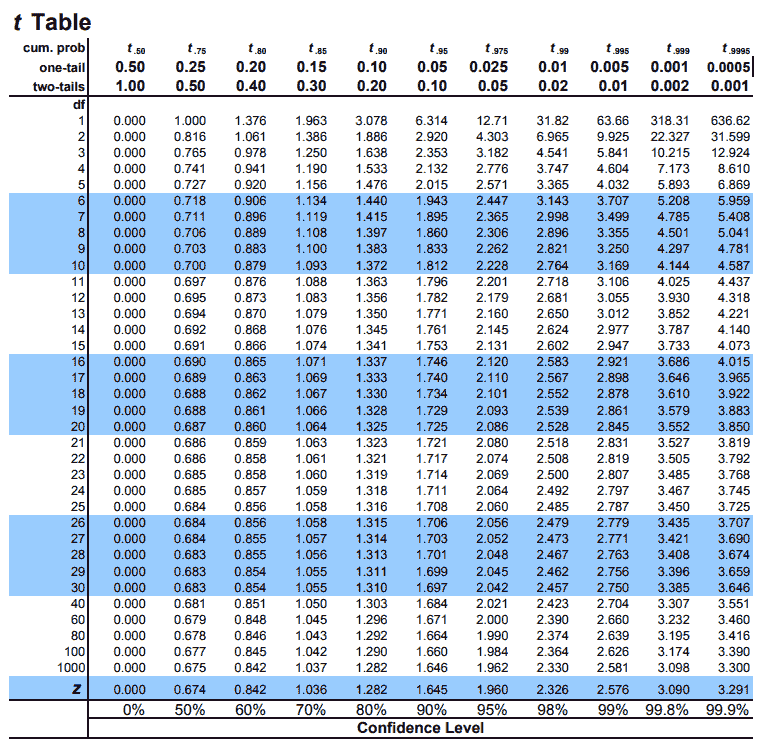 t Table
cum. prob t .50 t .75 t .80 t .85 t .90 t .95 t .975 t .99 t .995 t .999 t .9995
one-tail 0.50 0.25 0.20 0.15 0.10 0.05 0.025 0.01 0.005 0.001 0.0005
two-tails 1.00 0.50 0.40 0.30 0.20 0.10 0.05 0.02 0.01 0.002 0.001
df
1 0.000 1.000 1.376 1.963 3.078 6.314 12.71 31.82 63.66 318.31 636.62
2 0.000 0.816 1.061 1.386 1.886 2.920 4.303 6.965 9.925 22.327 31.599
3 0.000 0.765 0.978 1.250 1.638 2.353 3.182 4.541 5.841 10.215 12.924
4 0.000 0.741 0.941 1.190 1.533 2.132 2.776 3.747 4.604 7.173 8.610
5 0.000 0.727 0.920 1.156 1.476 2.015 2.571 3.365 4.032 5.893 6.869
6 0.000 0.718 0.906 1.134 1.440 1.943 2.447 3.143 3.707 5.208 5.959
7 0.000 0.711 0.896 1.119 1.415 1.895 2.365 2.998 3.499 4.785 5.408
8 0.000 0.706 0.889 1.108 1.397 1.860 2.306 2.896 3.355 4.501 5.041
9 0.000 0.703 0.883 1.100 1.383 1.833 2.262 2.821 3.250 4.297 4.781
10 0.000 0.700 0.879 1.093 1.372 1.812 2.228 2.764 3.169 4.144 4.587
11 0.000 0.697 0.876 1.088 1.363 1.796 2.201 2.718 3.106 4.025 4.437
12 0.000 0.695 0.873 1.083 1.356 1.782 2.179 2.681 3.055 3.930 4.318
13 0.000 0.694 0.870 1.079 1.350 1.771 2.160 2.650 3.012 3.852 4.221
14 0.000 0.692 0.868 1.076 1.345 1.761 2.145 2.624 2.977 3.787 4.140
15 0.000 0.691 0.866 1.074 1.341 1.753 2.131 2.602 2.947 3.733 4.073
16 0.000 0.690 0.865 1.071 1.337 1.746 2.120 2.583 2.921 3.686 4.015
17 0.000 0.689 0.863 1.069 1.333 1.740 2.110 2.567 2.898 3.646 3.965
18 0.000 0.688 0.862 1.067 1.330 1.734 2.101 2.552 2.878 3.610 3.922
19 0.000 0.688 0.861 1.066 1.328 1.729 2.093 2.539 2.861 3.579 3.883
20 0.000 0.687 0.860 1.064 1.325 1.725 2.086 2.528 2.845 3.552 3.850
21 0.000 0.686 0.859 1.063 1.323 1.721 2.080 2.518 2.831 3.527 3.819
22 0.000 0.686 0.858 1.061 1.321 1.717 2.074 2.508 2.819 3.505 3.792
23 0.000 0.685 0.858 1.060 1.319 1.714 2.069 2.500 2.807 3.485 3.768
24 0.000 0.685 0.857 1.059 1.318 1.711 2.064 2.492 2.797 3.467 3.745
25 0.000 0.684 0.856 1.058 1.316 1.708 2.060 2.485 2.787 3.450 3.725
26 0.000 0.684 0.856 1.058 1.315 1.706 2.056 2.479 2.779 3.435 3.707
27 0.000 0.684 0.855 1.057 1.314 1.703 2.052 2.473 2.771 3.421 3.690
28 0.000 0.683 0.855 1.056 1.313 1.701 2.048 2.467 2.763 3.408 3.674
29 0.000 0.683 0.854 1.055 1.311 1.699 2.045 2.462 2.756 3.396 3.659
30 0.000 0.683 0.854 1.055 1.310 1.697 2.042 2.457 2.750 3.385 3.646
40 0.000 0.681 0.851 1.050 1.303 1.684 2.021 2.423 2.704 3.307 3.551
60 0.000 0.679 0.848 1.045 1.296 1.671 2.000 2.390 2.660 3.232 3.460
80 0.000 0.678 0.846 1.043 1.292 1.664 1.990 2.374 2.639 3.195 3.416
100 0.000 0.677 0.845 1.042 1.290 1.660 1.984 2.364 2.626 3.174 3.390
1000 0.000 0.675 0.842 1.037 1.282 1.646 1.962 2.330 2.581 3.098 3.300
Z 0.000 0.674 0.842 1.036 1.282 1.645 1.960 2.326 2.576 3.090 3.291
0% 50% 60% 70% 80% 90% 95% 98% 99% 99.8% 99.9%
Confidence Level